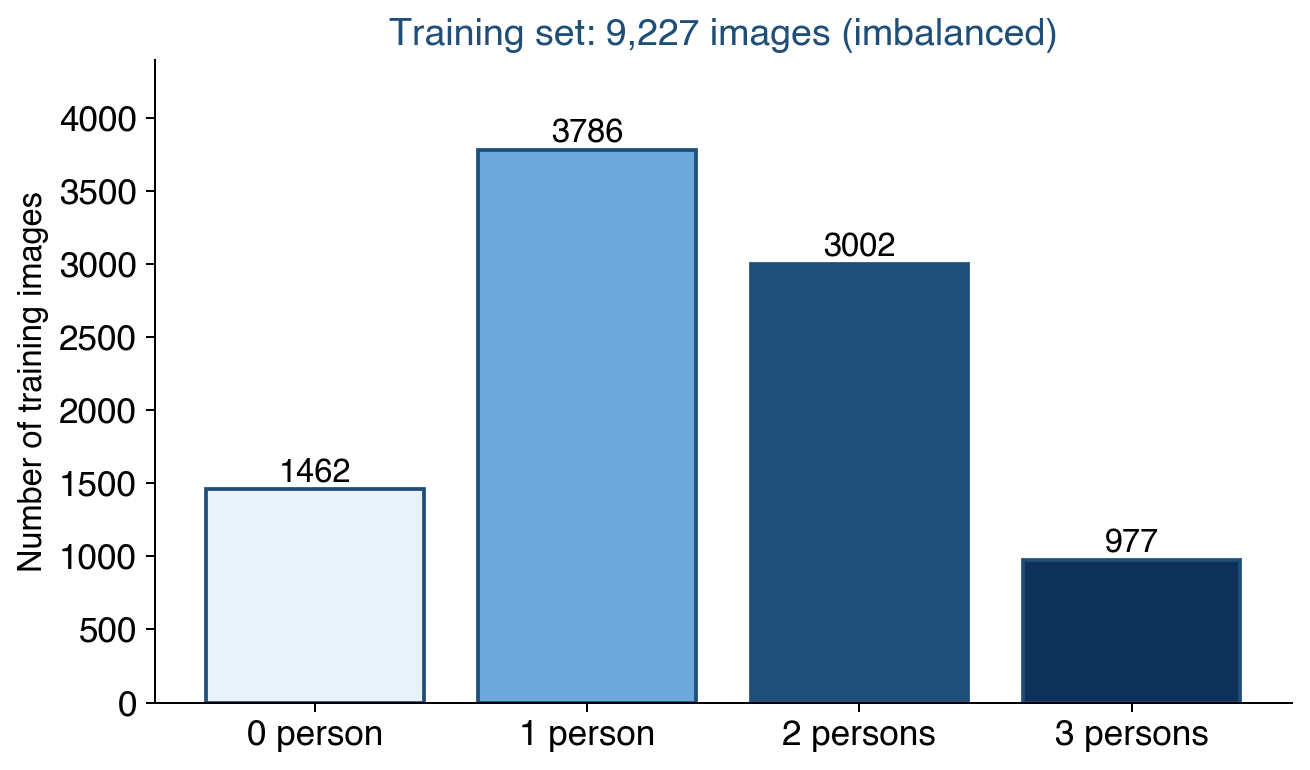 Training set: 9,227 images (imbalanced)
Number of training images
4000
3500
3000
2500
2000
1500
1000
500
0
1462
3786
3002
977
0 person
1 person
2 persons
3 persons